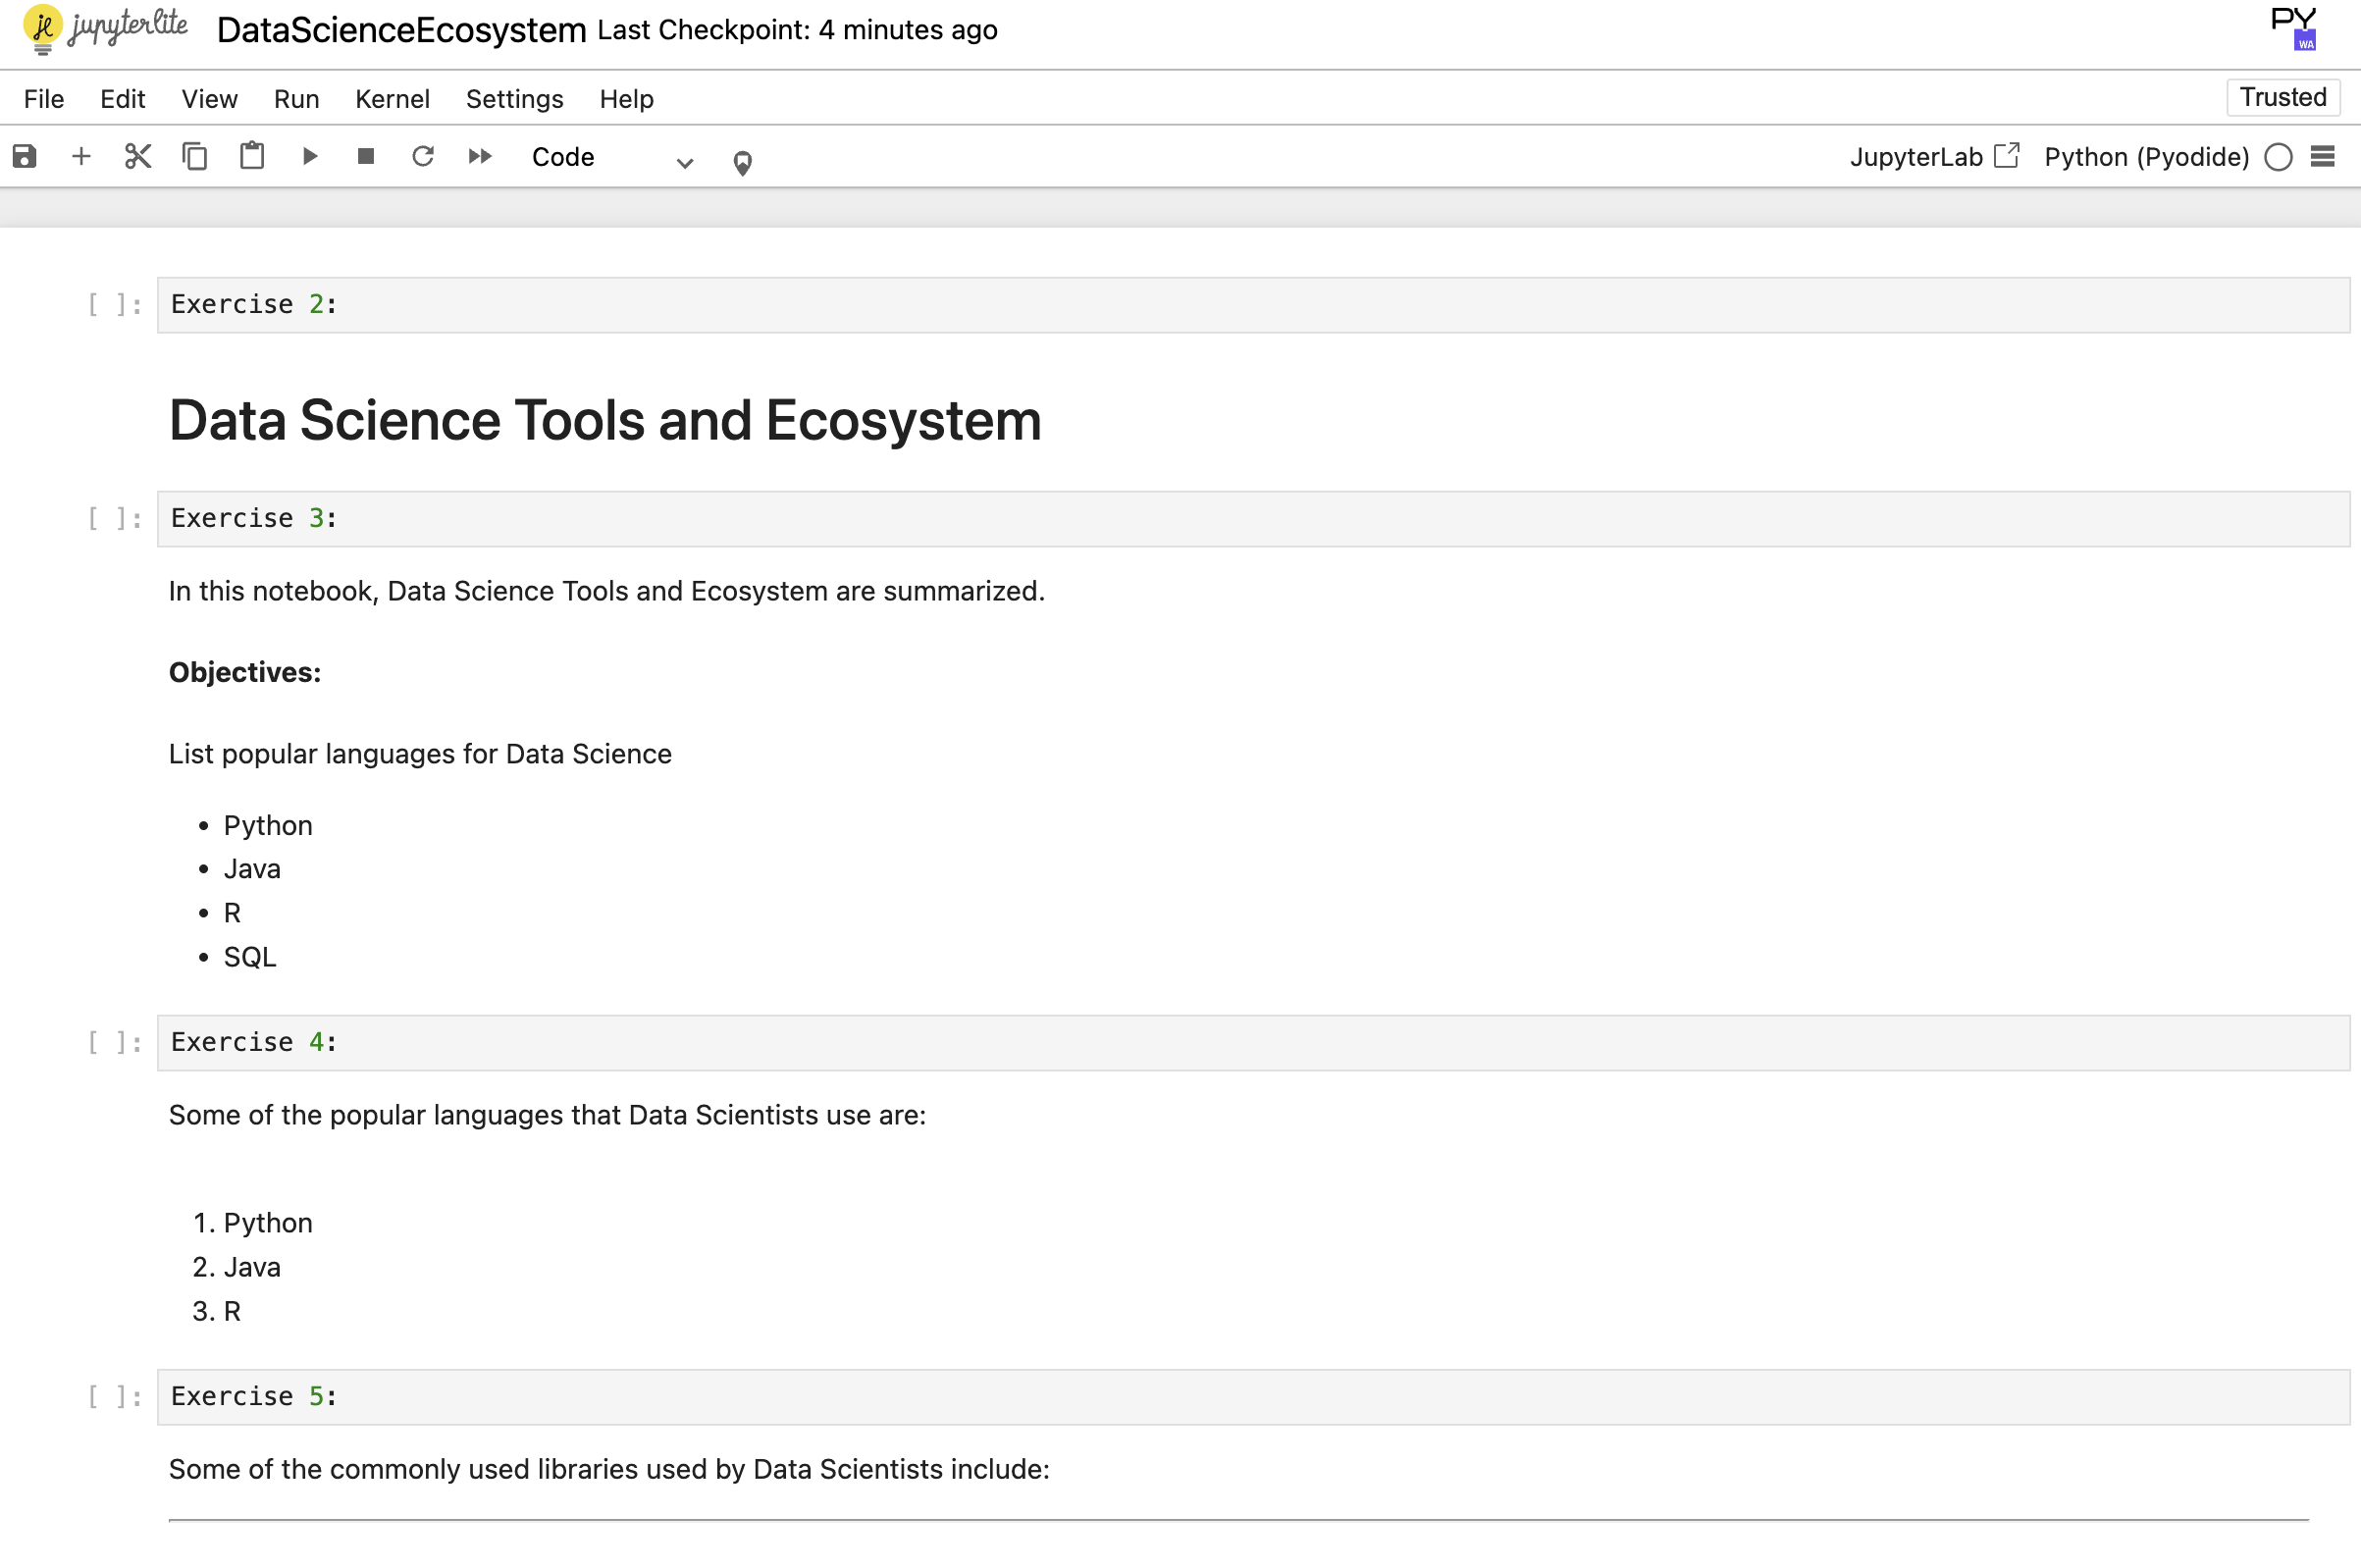 jupyterlite DataScienceEcosystem Last Checkpoint: 4 minutes ago PY WA
File Edit View Run Kernel Settings Help Trusted
Code JupyterLab Python (Pyodide)
[ ]: Exercise 2:
Data Science Tools and Ecosystem
[ ]: Exercise 3:
In this notebook, Data Science Tools and Ecosystem are summarized.
Objectives:
List popular languages for Data Science
• Python
• Java
• R
• SQL
[ ]: Exercise 4:
Some of the popular languages that Data Scientists use are:
1. Python
2. Java
3. R
[ ]: Exercise 5:
Some of the commonly used libraries used by Data Scientists include: